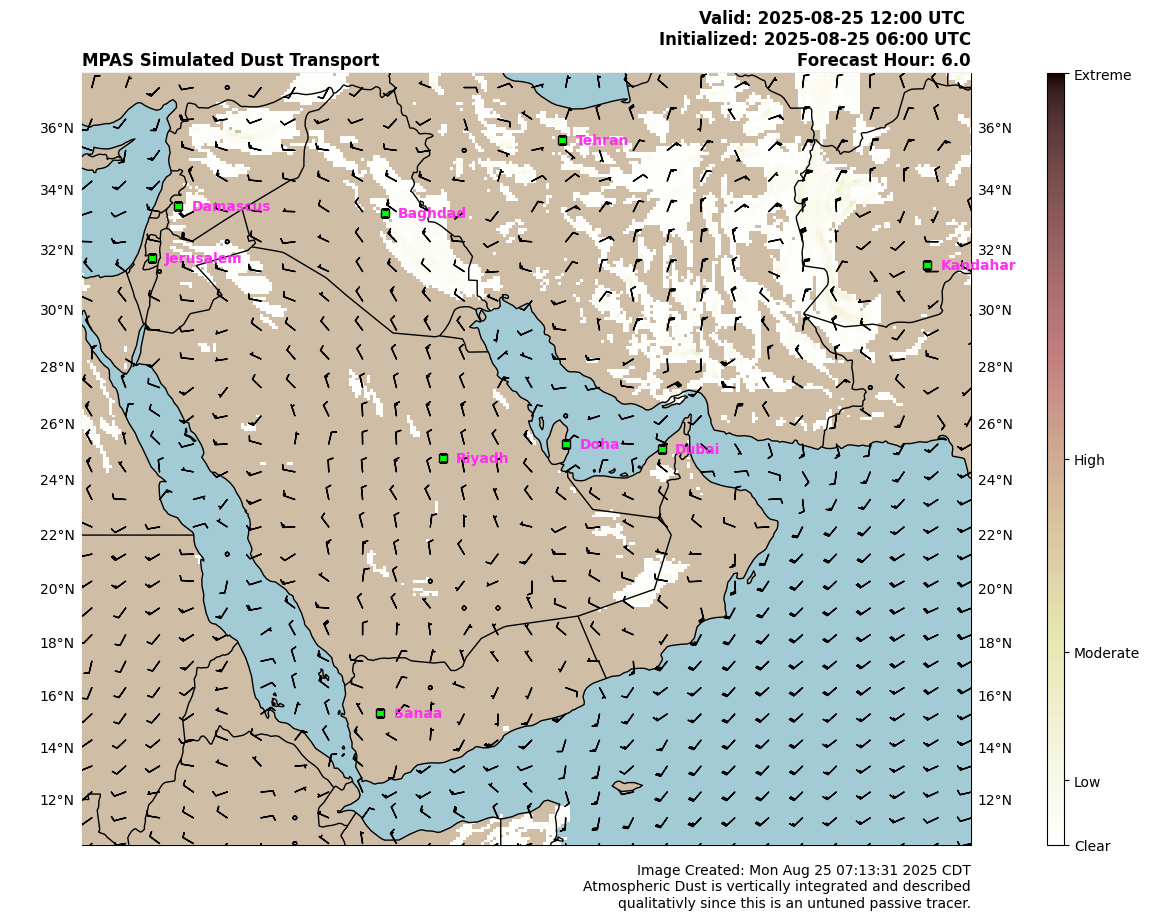 Valid: 2025-08-25 12:00 UTC
Initialized: 2025-08-25 06:00 UTC
MPAS Simulated Dust Transport
Forecast Hour: 6.0
Extreme
36°N
36°N
Tehran
34°N
34°N
Damascus
Baghdad
32°N
32°N
Jerusalem
Kandahar
30°N
30°N
28°N
28°N
26°N
26°N
Doha
Dubai
Riyadh
High
24°N
24°N
22°N
22°N
20°N
20°N
18°N
18°N
Moderate
16°N
16°N
Sanaa
14°N
14°N
Low
12°N
12°N
Clear
Image Created: Mon Aug 25 07:13:31 2025 CDT
Atmospheric Dust is vertically integrated and described
qualitativly since this is an untuned passive tracer.